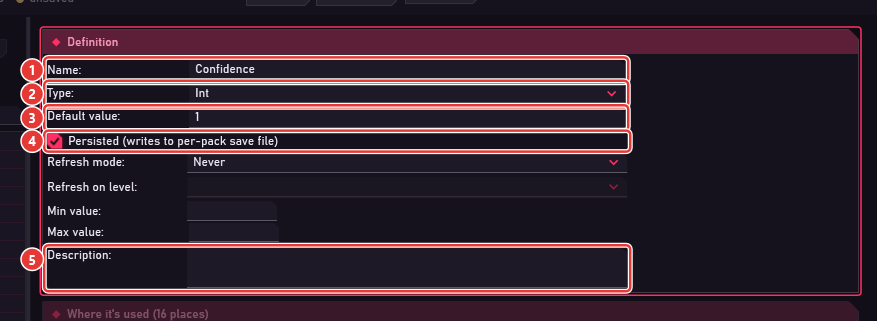 unsaved
Definition
1 Name: Confidence
2 Type: Int
3 Default value: 1
4 Persisted (writes to per-pack save file)
Refresh mode: Never
Refresh on level:
Min value:
Max value:
5 Description:
Where it's used (16 places)